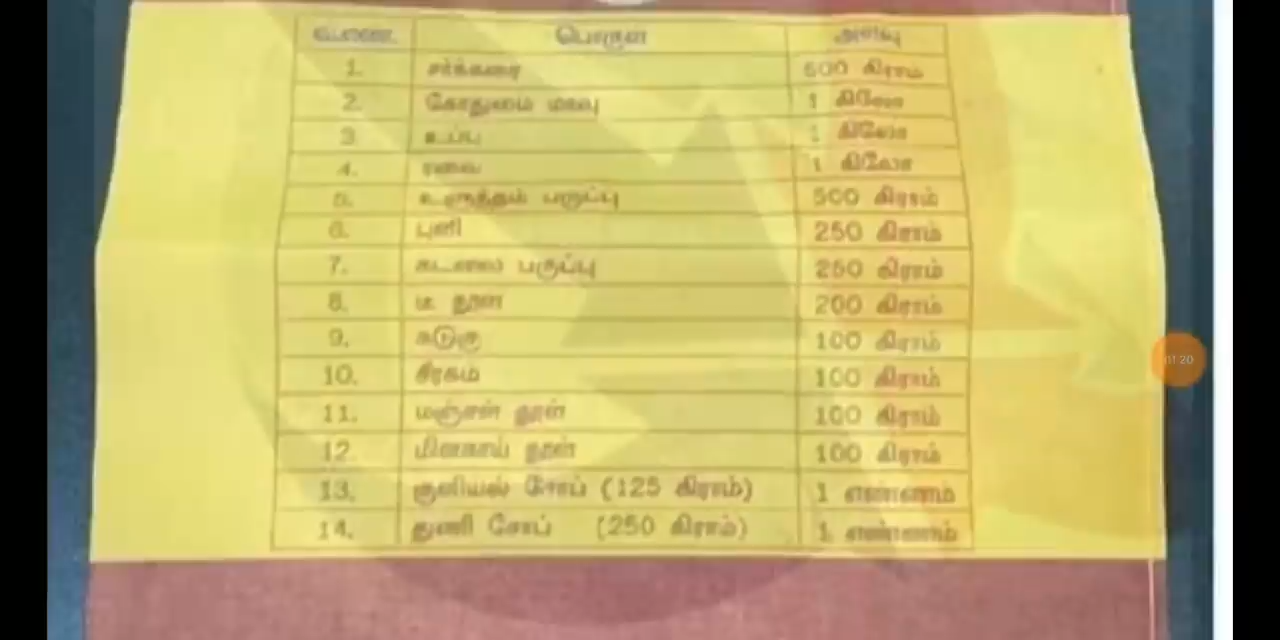 வ.எண். பொருள் அளவு
1. சர்க்கரை 500 கிராம்
2. கோதுமை மாவு 1 கிலோ
3. உப்பு 1 கிலோ
4. ரவை 1 கிலோ
5. உளுத்தம் பருப்பு 500 கிராம்
6. புளி 250 கிராம்
7. கடலை பருப்பு 250 கிராம்
8. டீ தூள் 200 கிராம்
9. கடுகு 100 கிராம்
10. சீரகம் 100 கிராம்
11. மஞ்சள் தூள் 100 கிராம்
12. மிளகாய் தூள் 100 கிராம்
13. குளியல் சோப் (125 கிராம்) 1 எண்ணம்
14. துணி சோப் (250 கிராம்) 1 எண்ணம்
01:20